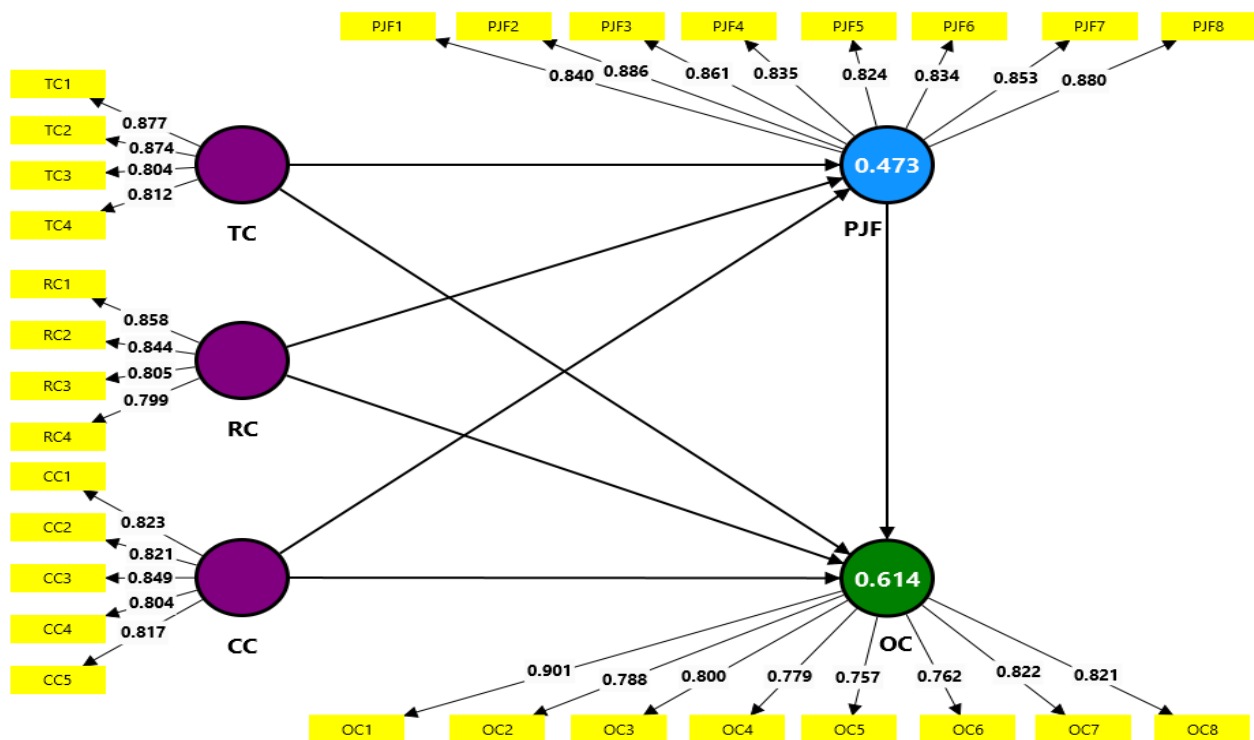 PJF1 PJF2 PJF3 PJF4 PJF5 PJF6 PJF7 PJF8
0.840 0.886 0.861 0.835 0.824 0.834 0.853 0.880
TC1
0.877
TC2
0.874
TC3
0.804
0.812
TC4
TC
0.473
PJF
RC1
0.858
RC2
0.844
RC3
0.805
0.799
RC4
RC
CC1
0.823
CC2
0.821
CC3
0.849
0.804
CC4
0.817
CC5
CC
0.614
OC
0.901 0.788 0.800 0.779 0.757 0.762 0.822 0.821
OC1 OC2 OC3 OC4 OC5 OC6 OC7 OC8